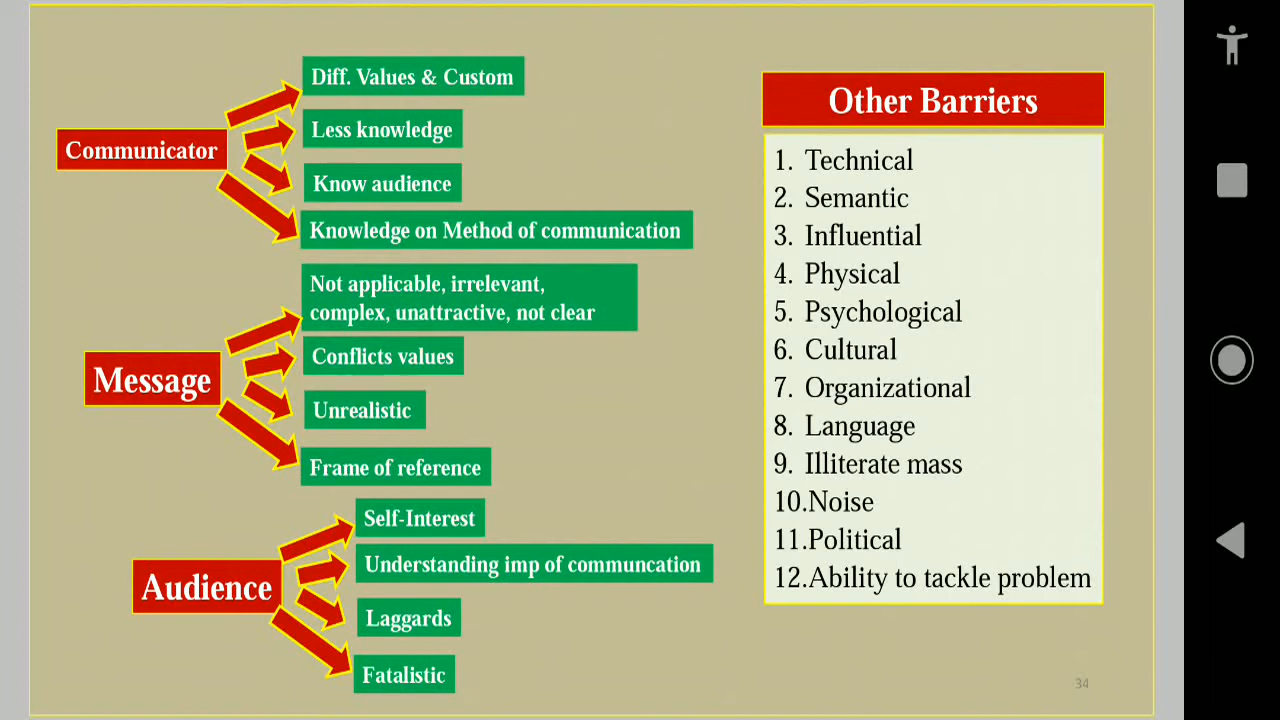 Communicator
Diff. Values & Custom
Less knowledge
Know audience
Knowledge on Method of communication
Message
Not applicable, irrelevant,
complex, unattractive, not clear
Conflicts values
Unrealistic
Frame of reference
Audience
Self-Interest
Understanding imp of communcation
Laggards
Fatalistic
Other Barriers
1. Technical
2. Semantic
3. Influential
4. Physical
5. Psychological
6. Cultural
7. Organizational
8. Language
9. Illiterate mass
10.Noise
11.Political
12.Ability to tackle problem
34